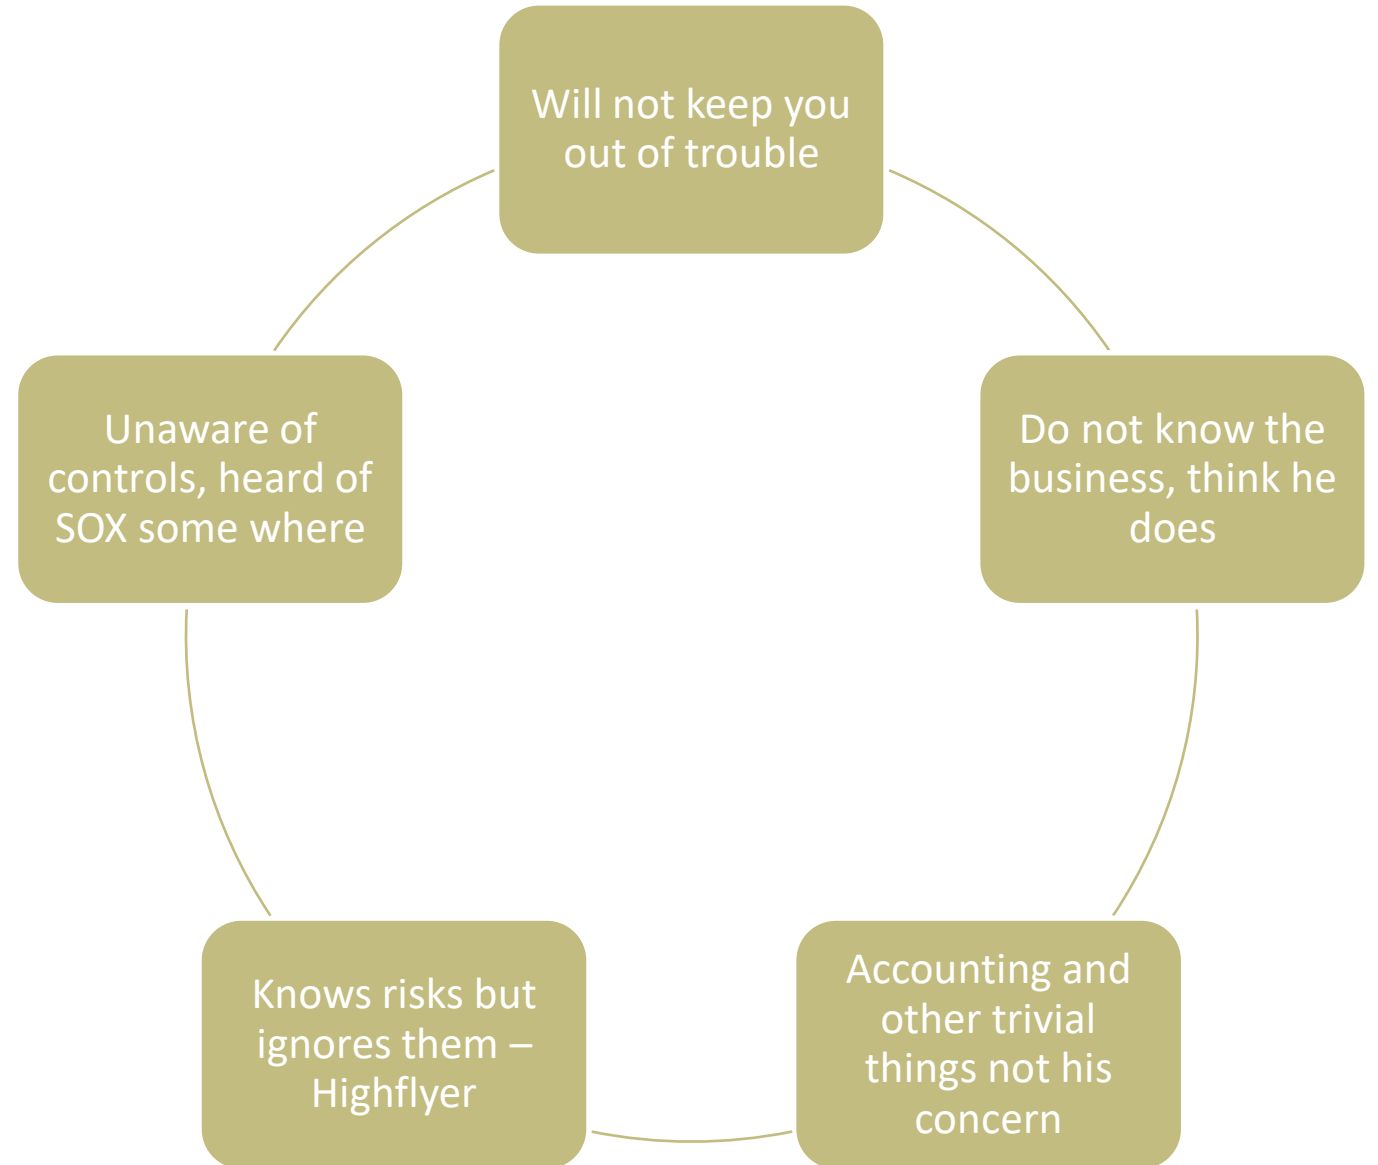 Will not keep you
out of trouble
Do not know the
business, think he
does
Accounting and
other trivial
things not his
concern
Knows risks but
ignores them –
Highflyer
Unaware of
controls, heard of
SOX some where